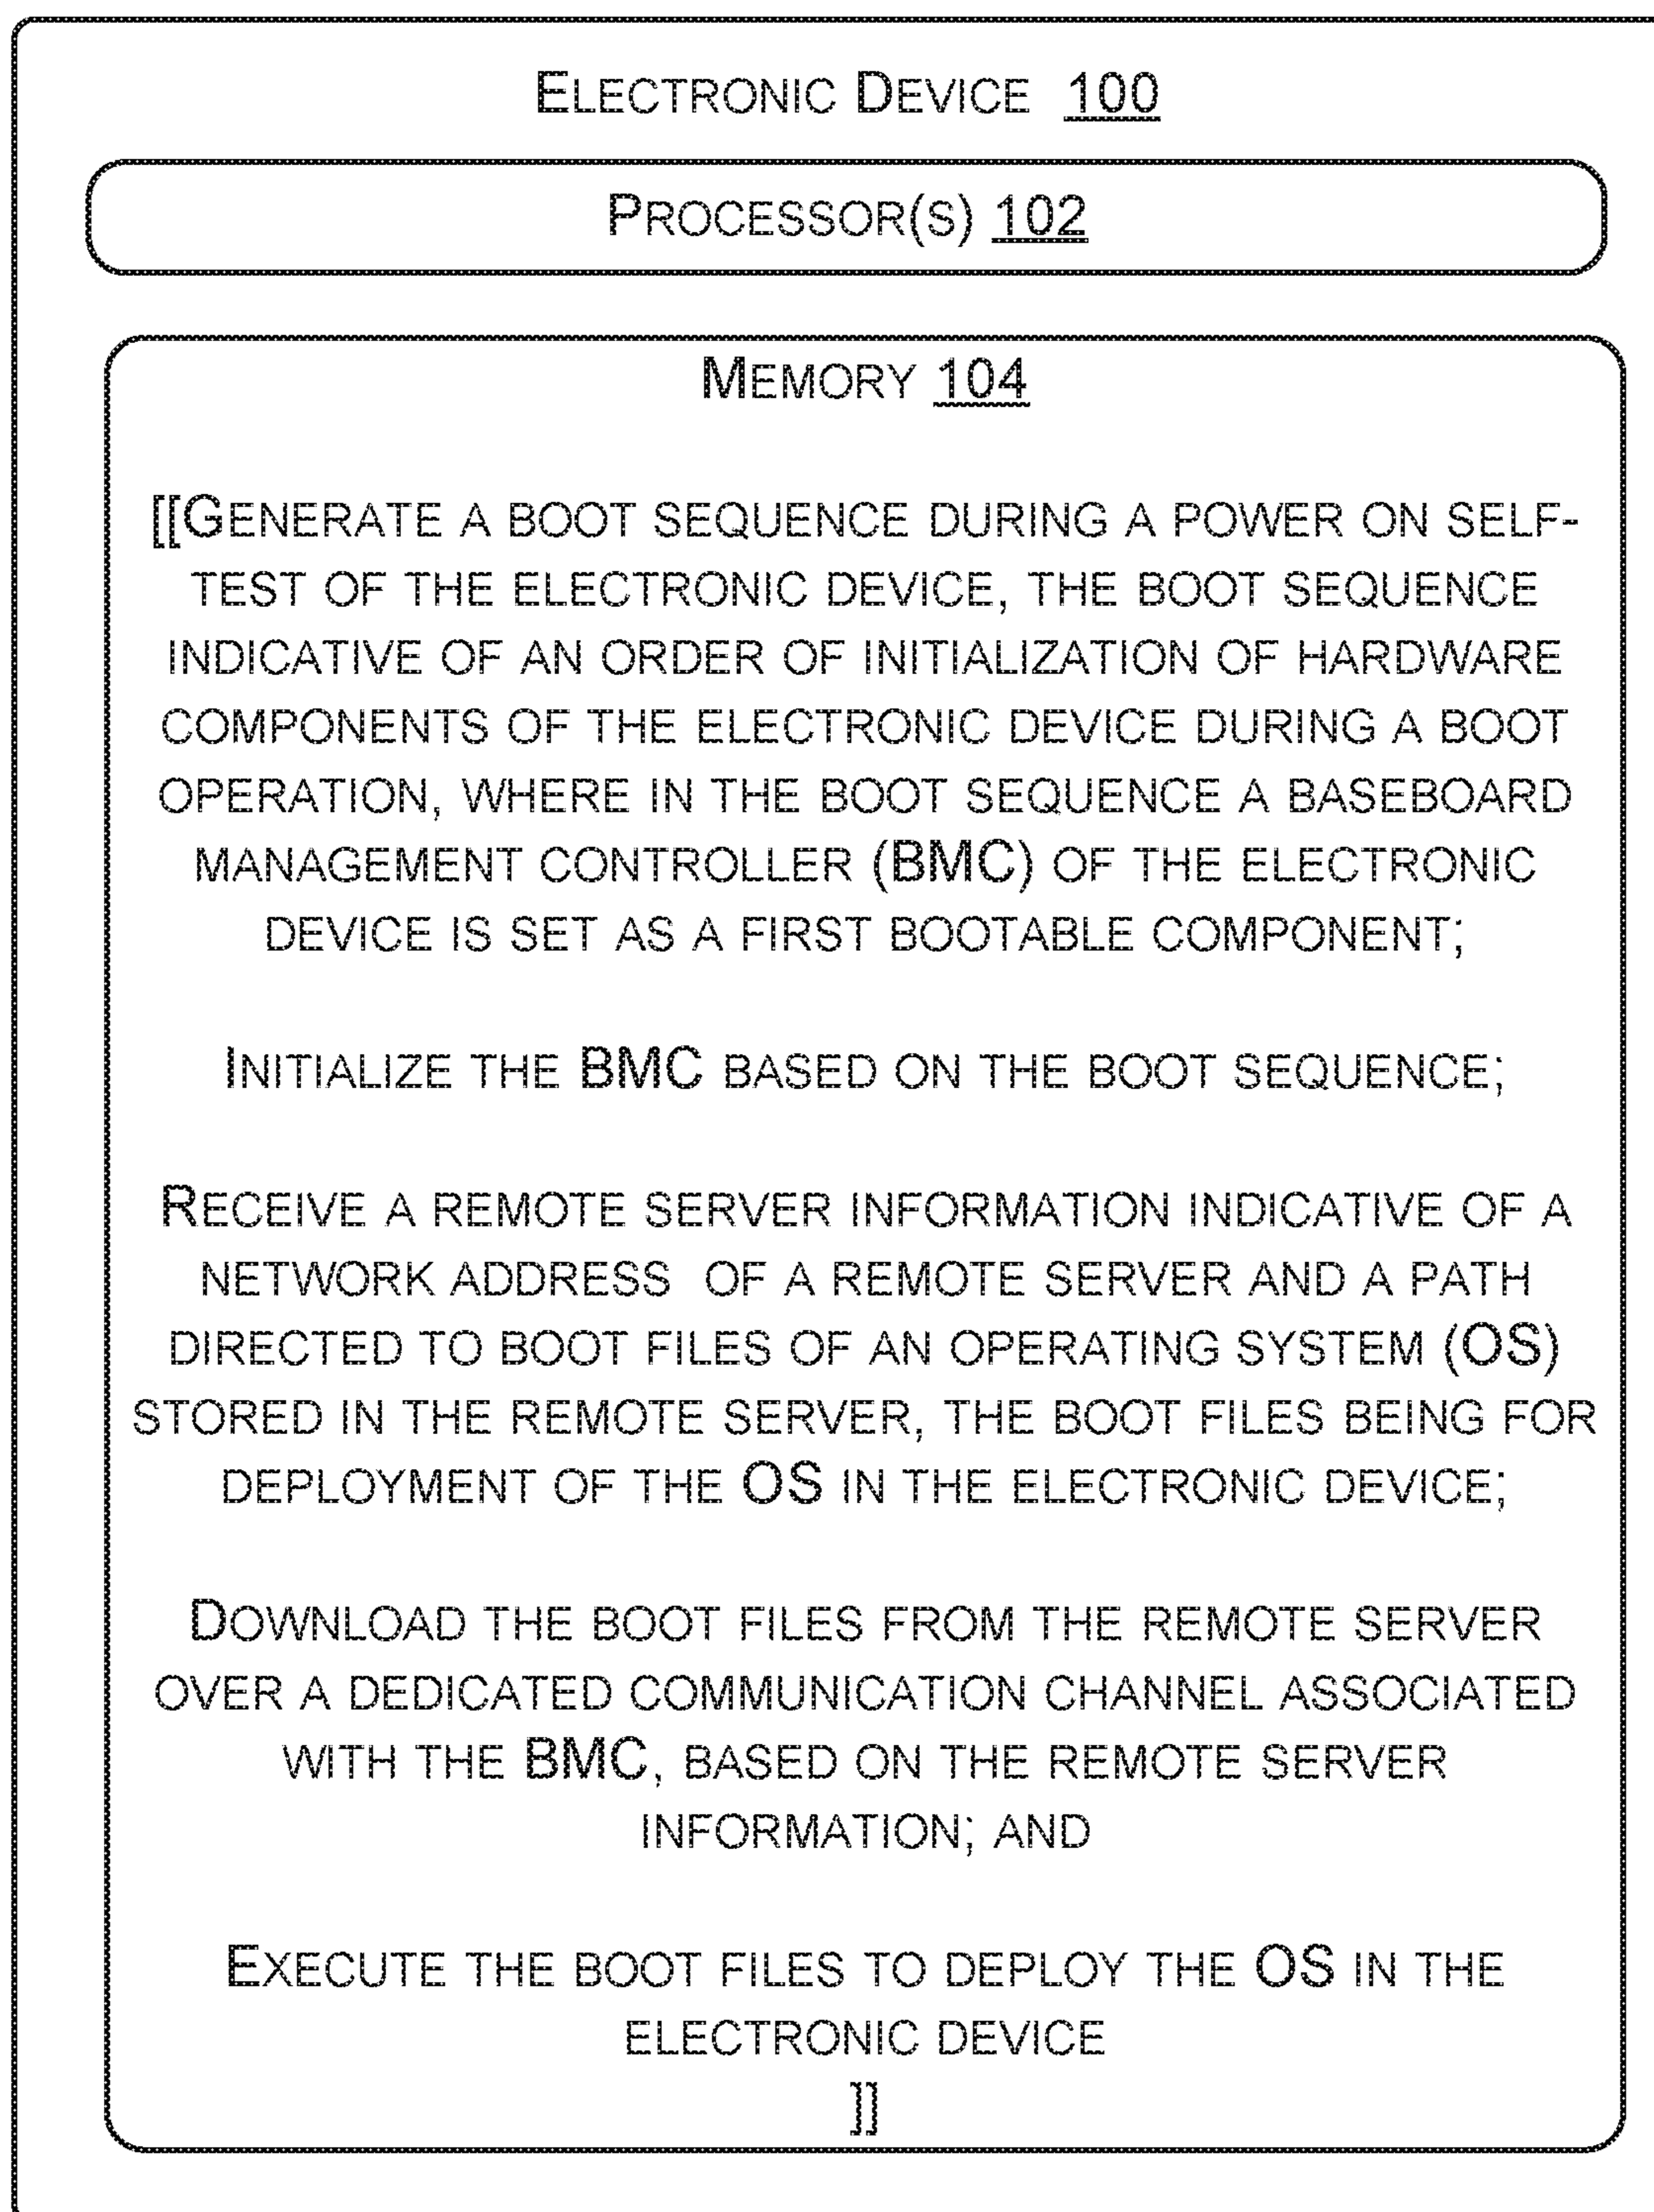 ELECTRONIC DEVICE 100
PROCESSOR(S) 102
MEMORY 104
[[GENERATE A BOOT SEQUENCE DURING A POWER ON SELF-
TEST OF THE ELECTRONIC DEVICE, THE BOOT SEQUENCE
INDICATIVE OF AN ORDER OF INITIALIZATION OF HARDWARE
COMPONENTS OF THE ELECTRONIC DEVICE DURING A BOOT
OPERATION, WHERE IN THE BOOT SEQUENCE A BASEBOARD
MANAGEMENT CONTROLLER (BMC) OF THE ELECTRONIC
DEVICE IS SET AS A FIRST BOOTABLE COMPONENT;
INITIALIZE THE BMC BASED ON THE BOOT SEQUENCE;
RECEIVE A REMOTE SERVER INFORMATION INDICATIVE OF A
NETWORK ADDRESS OF A REMOTE SERVER AND A PATH
DIRECTED TO BOOT FILES OF AN OPERATING SYSTEM (OS)
STORED IN THE REMOTE SERVER, THE BOOT FILES BEING FOR
DEPLOYMENT OF THE OS IN THE ELECTRONIC DEVICE;
DOWNLOAD THE BOOT FILES FROM THE REMOTE SERVER
OVER A DEDICATED COMMUNICATION CHANNEL ASSOCIATED
WITH THE BMC, BASED ON THE REMOTE SERVER
INFORMATION; AND
EXECUTE THE BOOT FILES TO DEPLOY THE OS IN THE
ELECTRONIC DEVICE
]]